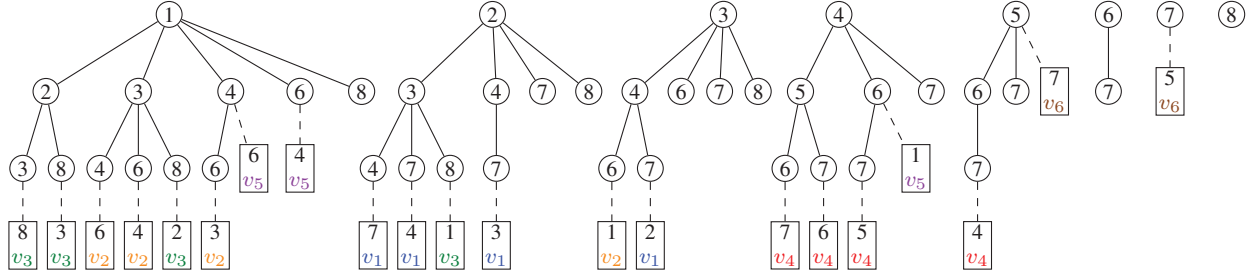 1 2 3 4 5 6 7 8
2 3 4 6 8 3 4 7 8 4 6 7 8 5 6 7 6 7 7 v₆ 7 5 v₆
3 8 4 6 8 6 6 v₅ 4 v₅ 4 7 8 7 6 7 6 7 7 1 v₅ 7
8 3 6 4 2 3 7 4 1 3 1 2 7 6 5 4
v₃ v₃ v₂ v₂ v₃ v₂ v₁ v₁ v₃ v₁ v₂ v₁ v₄ v₄ v₄ v₄